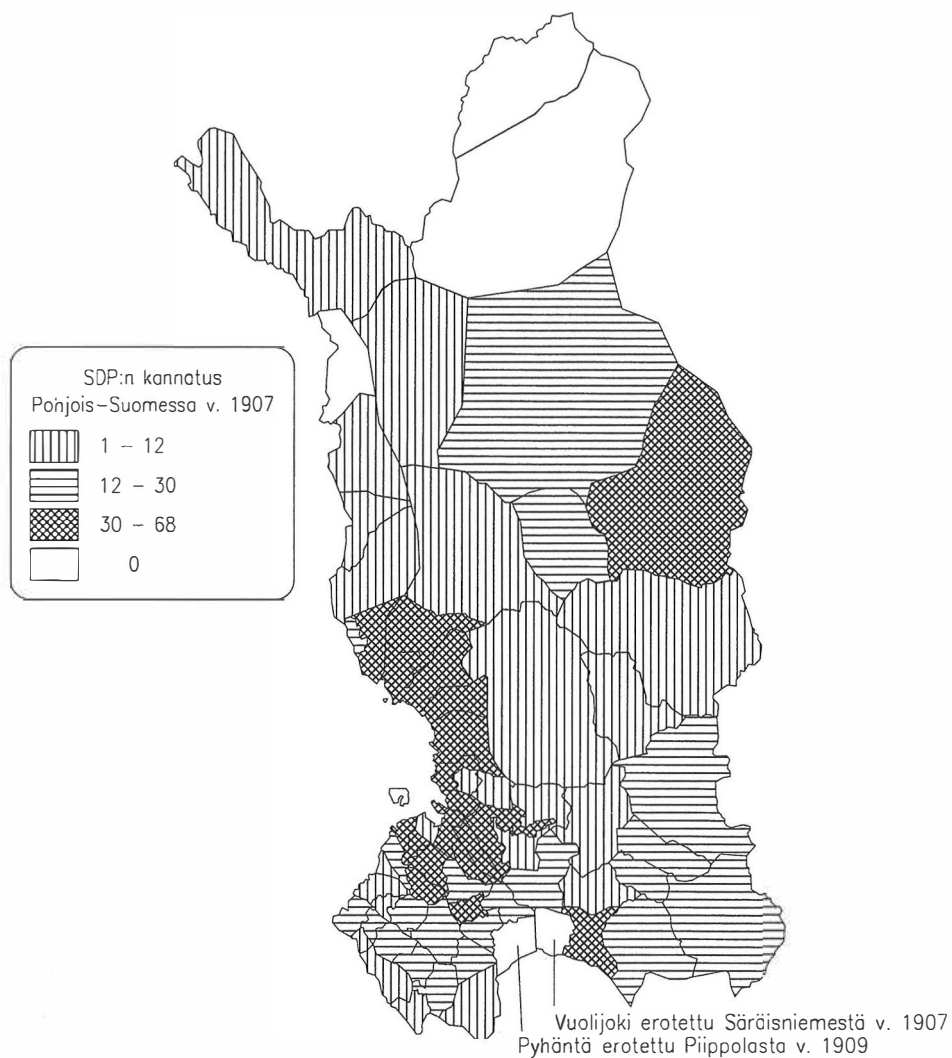 SDP:n kannatus
Pohjois-Suomessa v. 1907
1 – 12
12 – 30
30 – 68
0
Vuolijoki erotettu Säräisniemestä v. 1907
Pyhäntä erotettu Piippolasta v. 1909